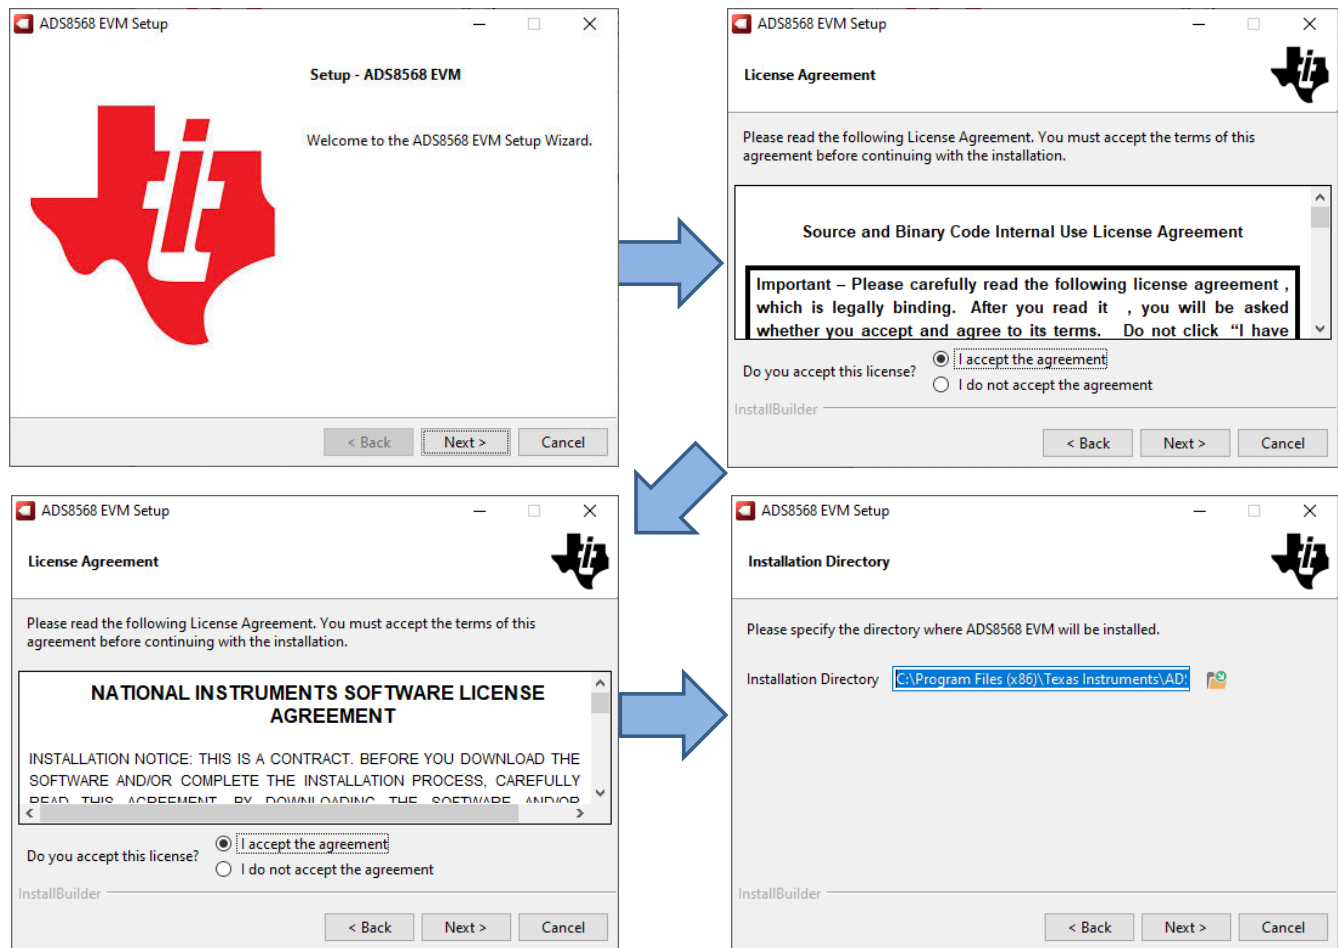 ADS8568 EVM Setup
Setup - ADS8568 EVM
Welcome to the ADS8568 EVM Setup Wizard.
< Back
Next >
Cancel
ADS8568 EVM Setup
License Agreement
Please read the following License Agreement. You must accept the terms of this
agreement before continuing with the installation.
Source and Binary Code Internal Use License Agreement
Important – Please carefully read the following license agreement ,
which is legally binding. After you read it , you will be asked
whether you accept and agree to its terms. Do not click “I have
Do you accept this license?
I accept the agreement
I do not accept the agreement
InstallBuilder
< Back
Next >
Cancel
ADS8568 EVM Setup
License Agreement
Please read the following License Agreement. You must accept the terms of this
agreement before continuing with the installation.
NATIONAL INSTRUMENTS SOFTWARE LICENSE
AGREEMENT
INSTALLATION NOTICE: THIS IS A CONTRACT. BEFORE YOU DOWNLOAD THE
SOFTWARE AND/OR COMPLETE THE INSTALLATION PROCESS, CAREFULLY
READ THIS AGREEMENT. BY DOWNLOADING THE SOFTWARE AND/OR
Do you accept this license?
I accept the agreement
I do not accept the agreement
InstallBuilder
< Back
Next >
Cancel
ADS8568 EVM Setup
Installation Directory
Please specify the directory where ADS8568 EVM will be installed.
Installation Directory
C:\Program Files (x86)\Texas Instruments\AD
InstallBuilder
< Back
Next >
Cancel